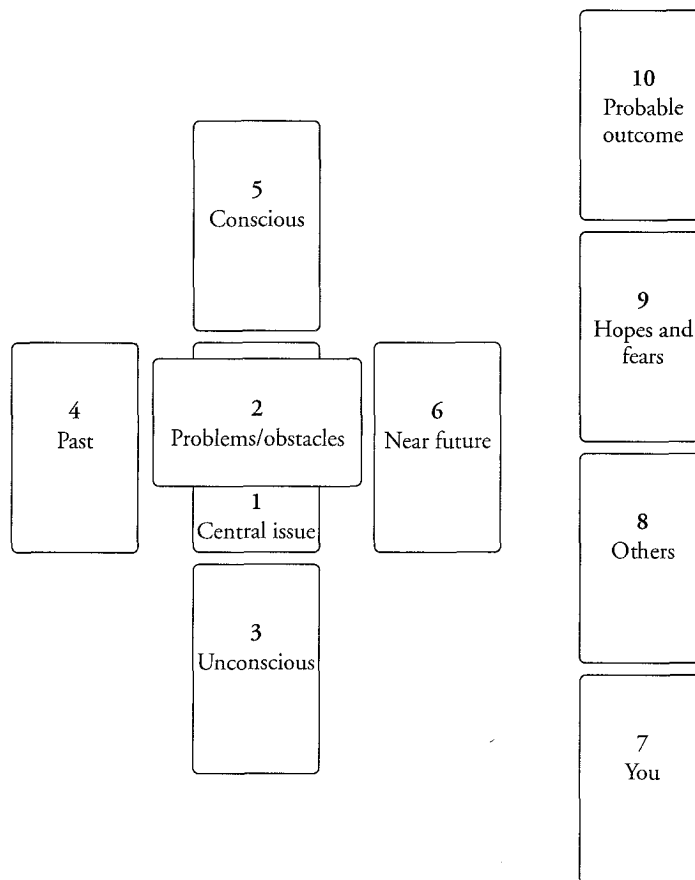 10
Probable
outcome
5
Conscious
9
Hopes and
fears
4
Past
2
Problems/obstacles
6
Near future
1
Central issue
8
Others
3
Unconscious
7
You